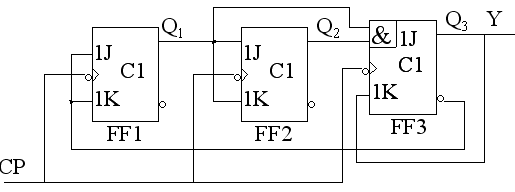 Q1 Q2 Q3 Y
1J 1J & 1J
C1 C1 C1
1K 1K 1K
FF1 FF2 FF3
CP